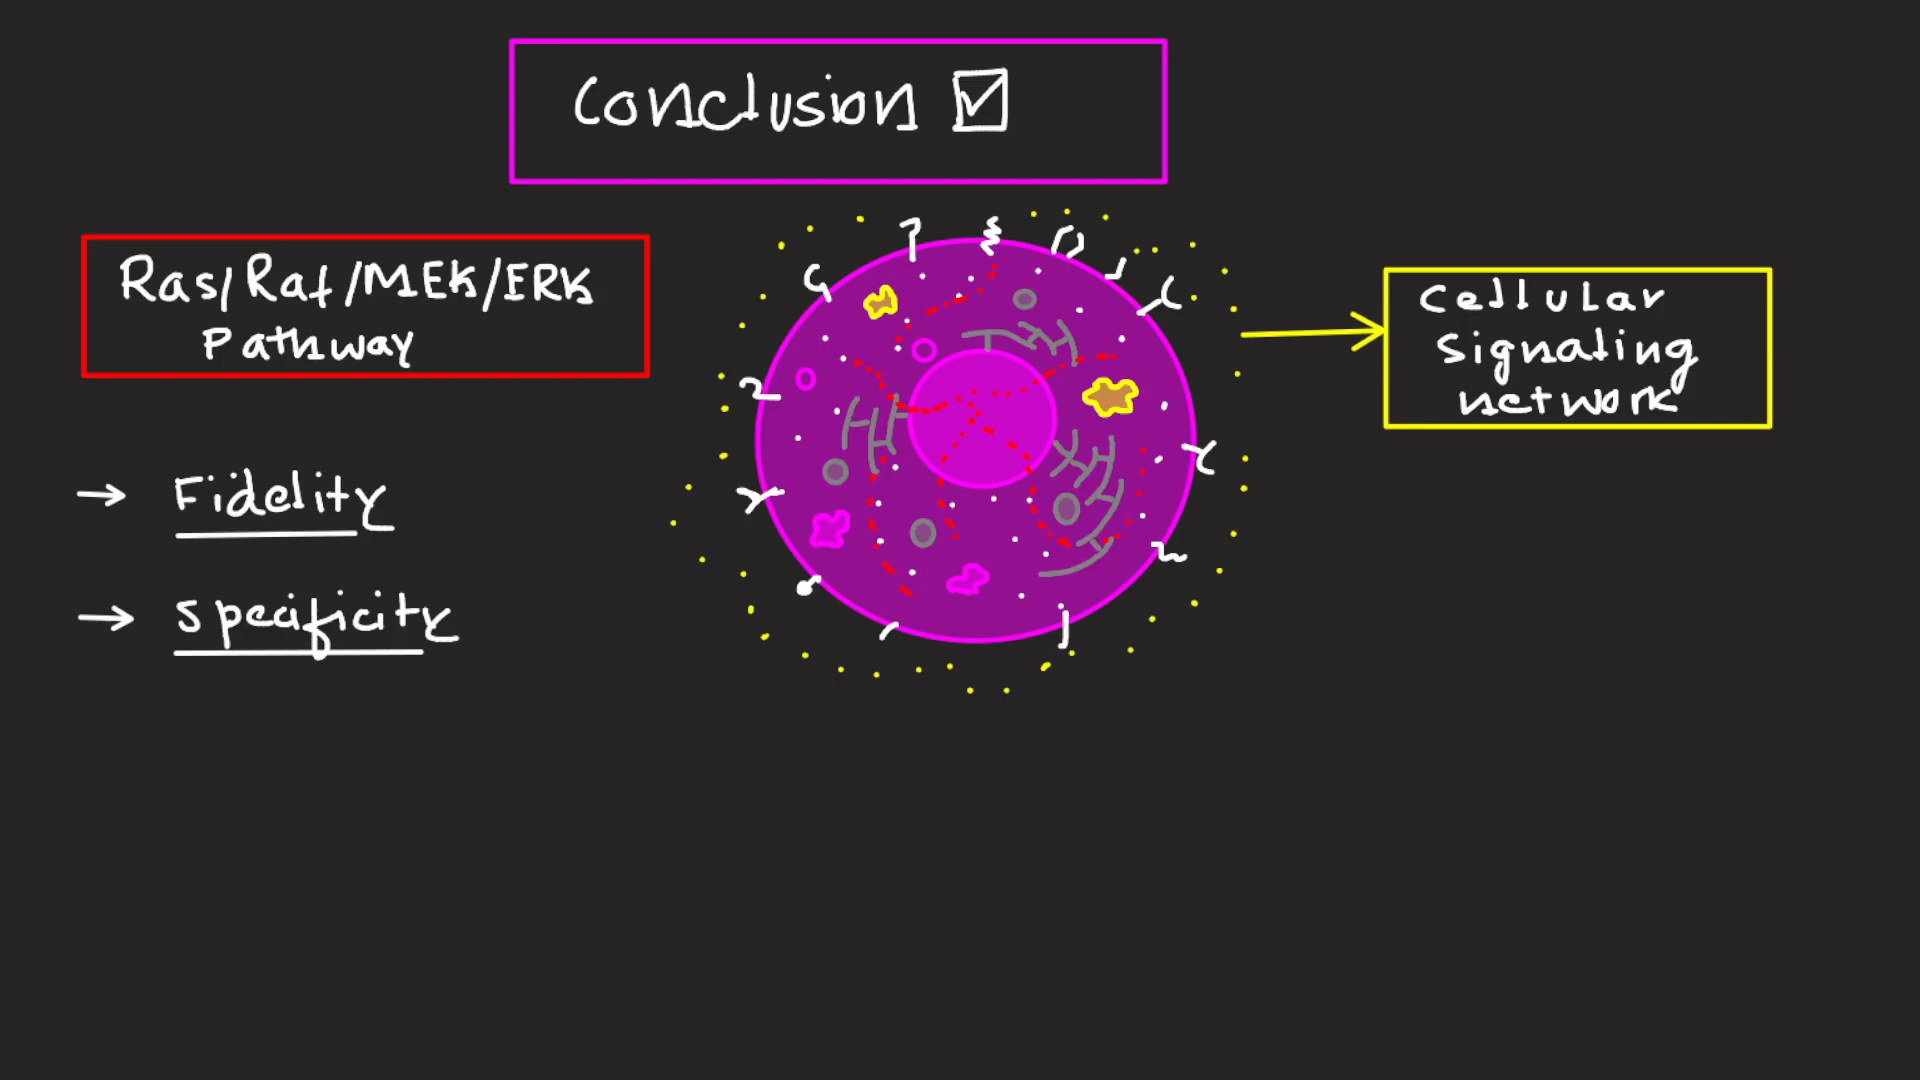 Conclusion ☑
Ras/Raf/MEK/ERK
Pathway
→ Fidelity
→ Specificity
Cellular
Signaling
network